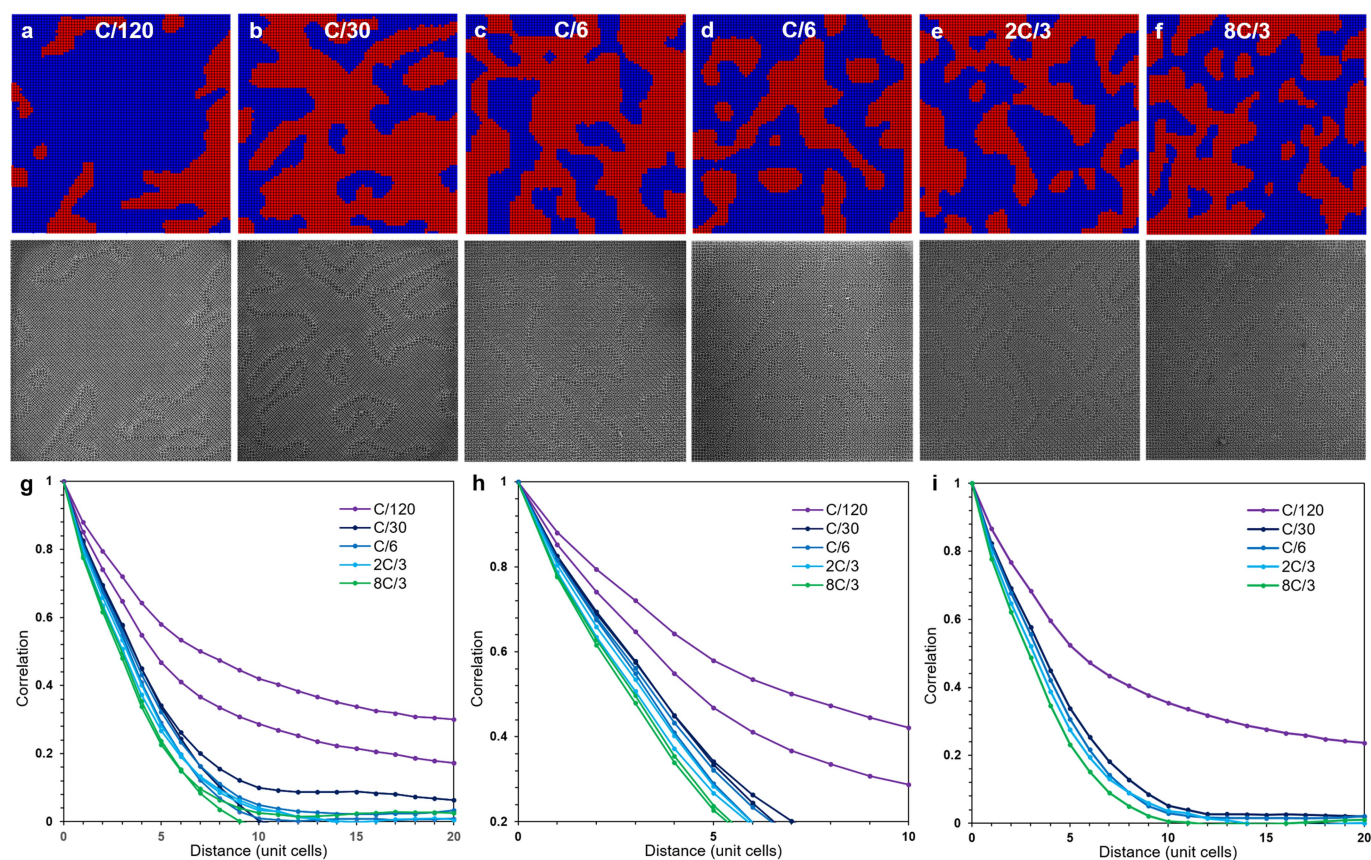 a C/120 b C/30 c C/6 d C/6 e 2C/3 f 8C/3
g
1
0.8
0.6
0.4
0.2
0
0 5 10 15 20
Correlation
Distance (unit cells)
C/120
C/30
C/6
2C/3
8C/3
h
1
0.8
0.6
0.4
0.2
0 5 10
Correlation
Distance (unit cells)
C/120
C/30
C/6
2C/3
8C/3
i
1
0.8
0.6
0.4
0.2
0
0 5 10 15 20
Correlation
Distance (unit cells)
C/120
C/30
C/6
2C/3
8C/3